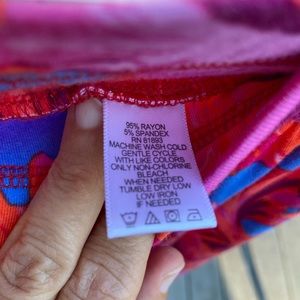 95% RAYON
5% SPANDEX
RN 81893
MACHINE WASH COLD
GENTLE CYCLE
WITH LIKE COLORS
ONLY NON-CHLORINE
BLEACH
WHEN NEEDED
TUMBLE DRY LOW
LOW IRON
IF NEEDED